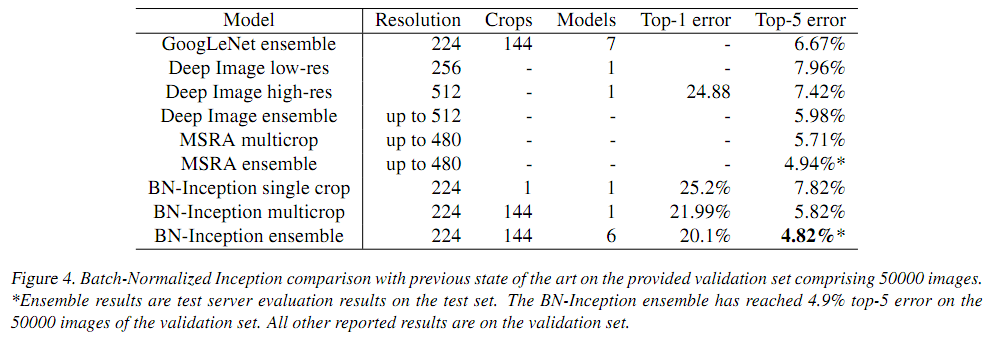 Model Resolution Crops Models Top-1 error Top-5 error
GoogLeNet ensemble 224 144 7 - 6.67%
Deep Image low-res 256 - 1 - 7.96%
Deep Image high-res 512 - 1 24.88 7.42%
Deep Image ensemble up to 512 - - - 5.98%
MSRA multicrop up to 480 - - - 5.71%
MSRA ensemble up to 480 - - - 4.94%*
BN-Inception single crop 224 1 1 25.2% 7.82%
BN-Inception multicrop 224 144 1 21.99% 5.82%
BN-Inception ensemble 224 144 6 20.1% 4.82%*
Figure 4. Batch-Normalized Inception comparison with previous state of the art on the provided validation set comprising 50000 images.
*Ensemble results are test server evaluation results on the test set. The BN-Inception ensemble has reached 4.9% top-5 error on the
50000 images of the validation set. All other reported results are on the validation set.